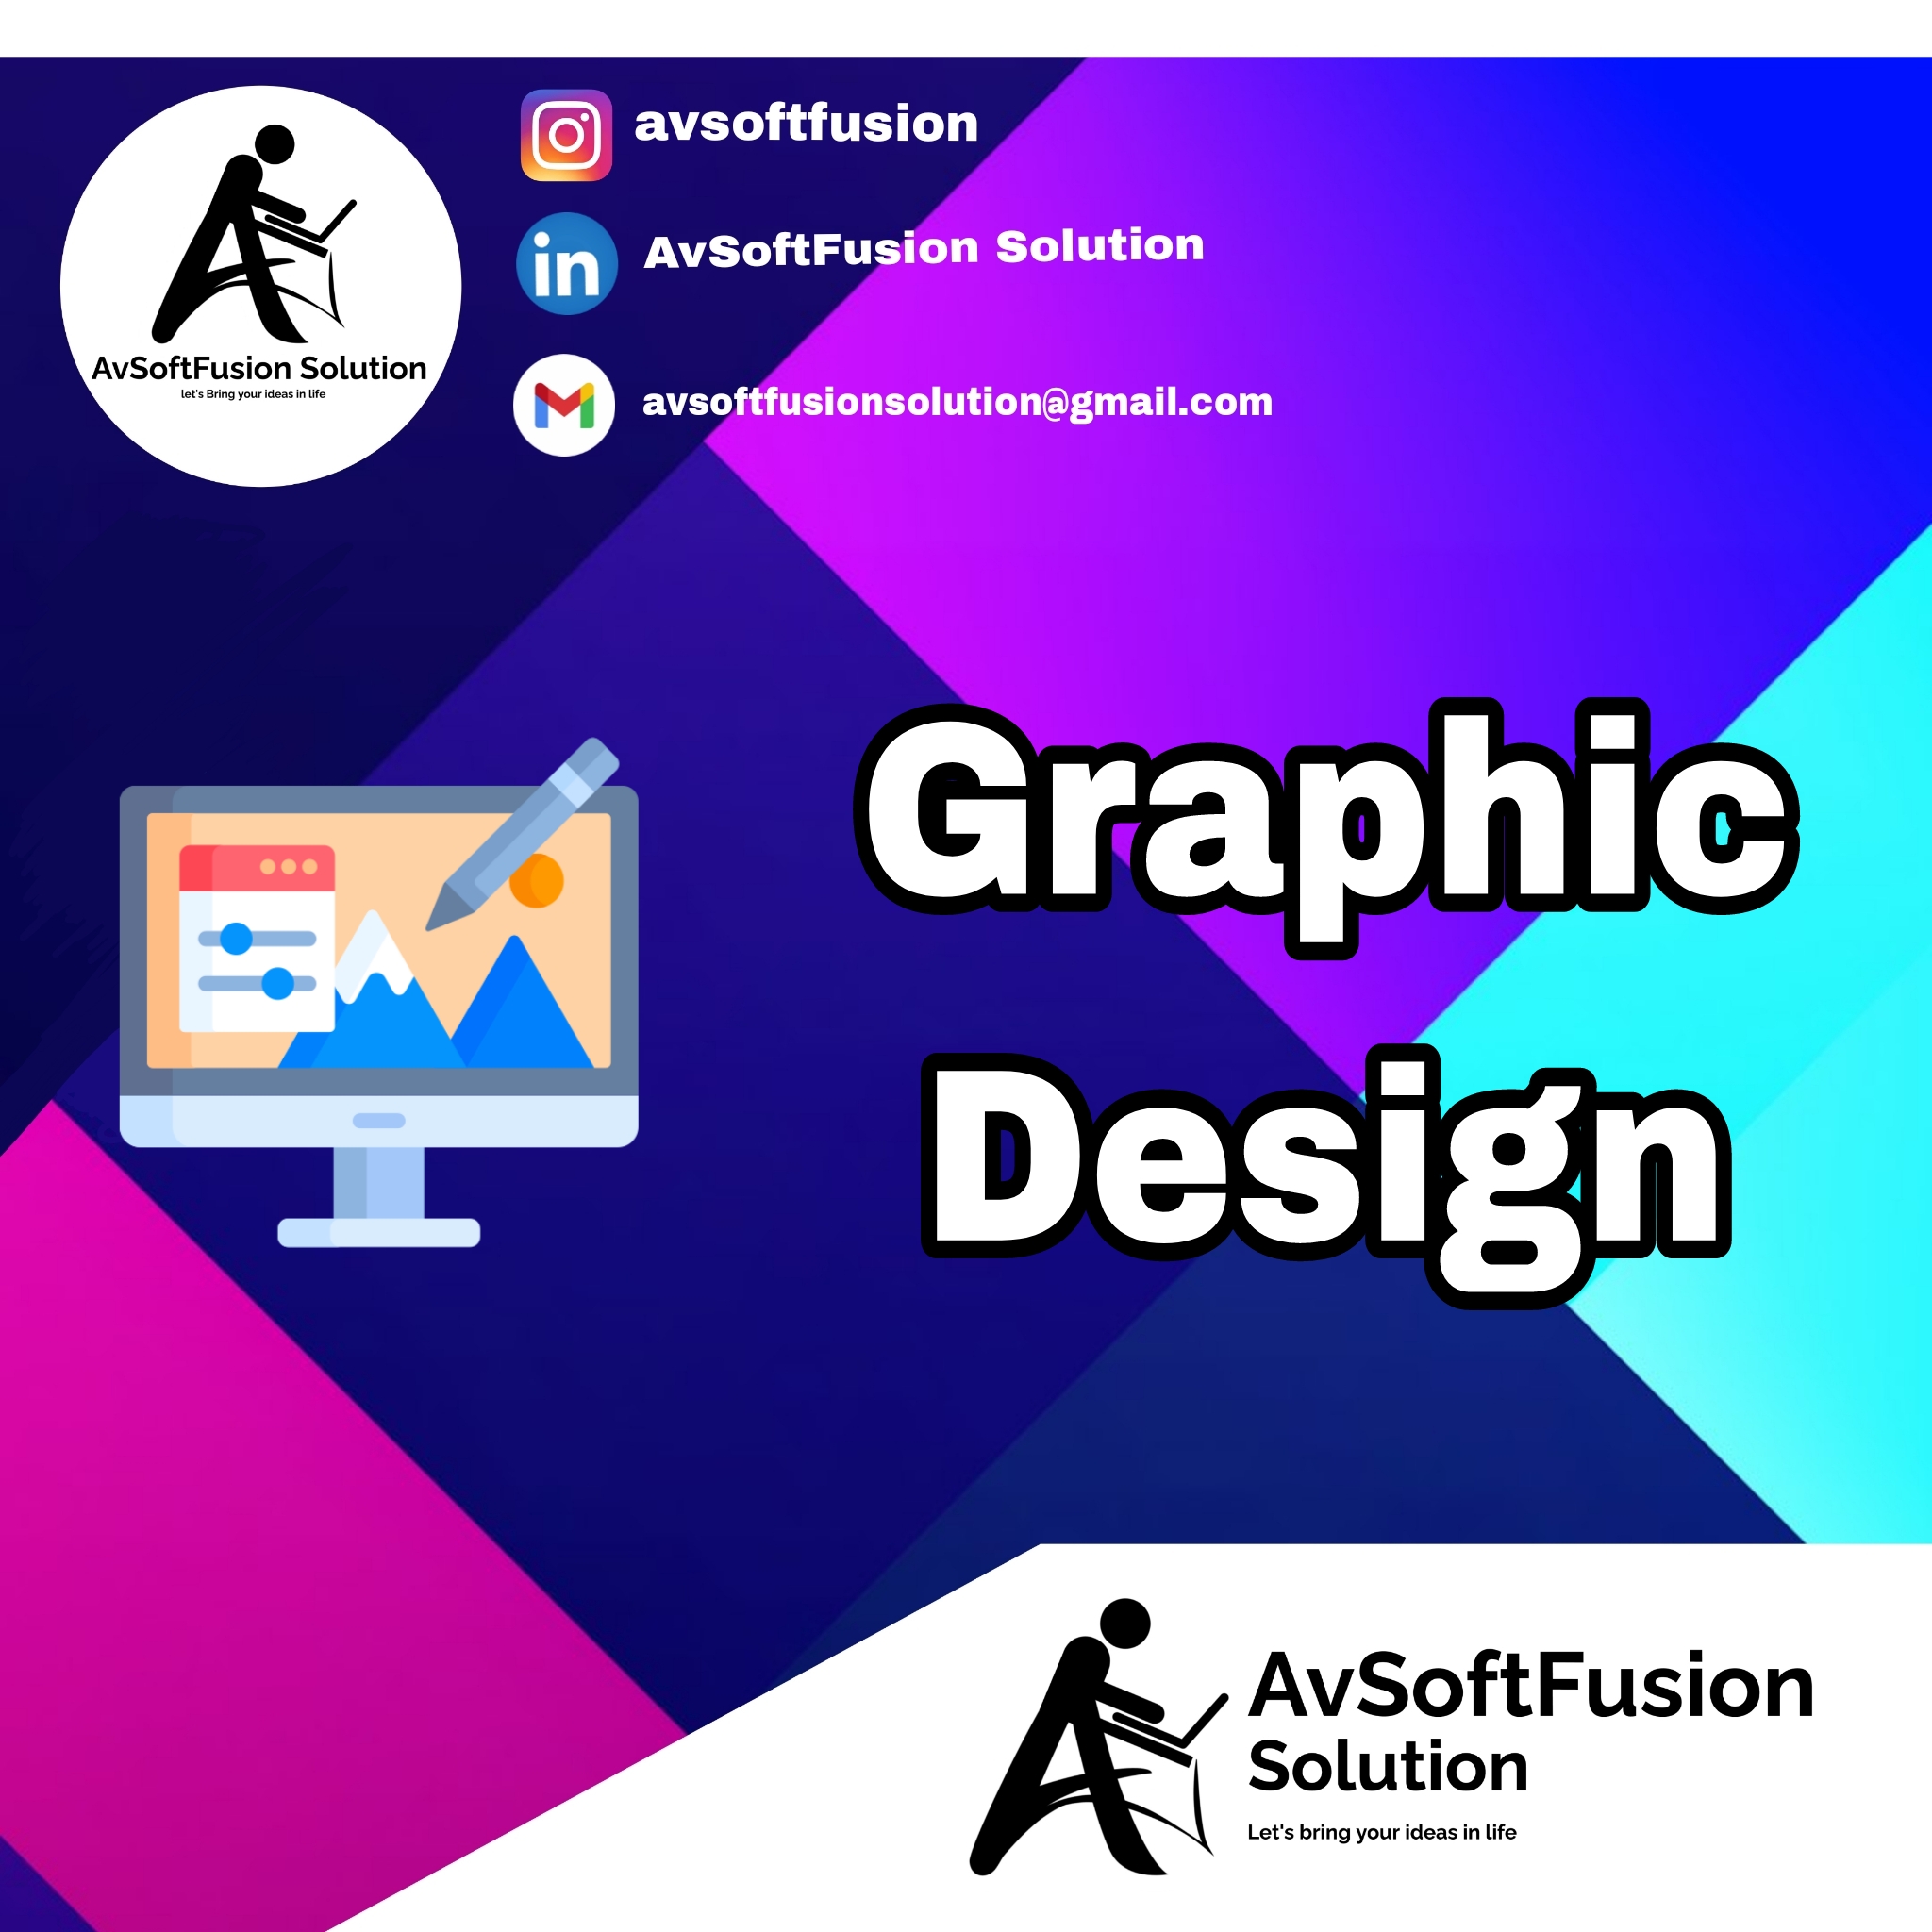 avsoftfusion
AvSoftFusion Solution
avsoftfusionsolution@gmail.com
AvSoftFusion Solution
let's Bring your ideas in life
Graphic
Design
AvSoftFusion
Solution
Let's bring your ideas in life